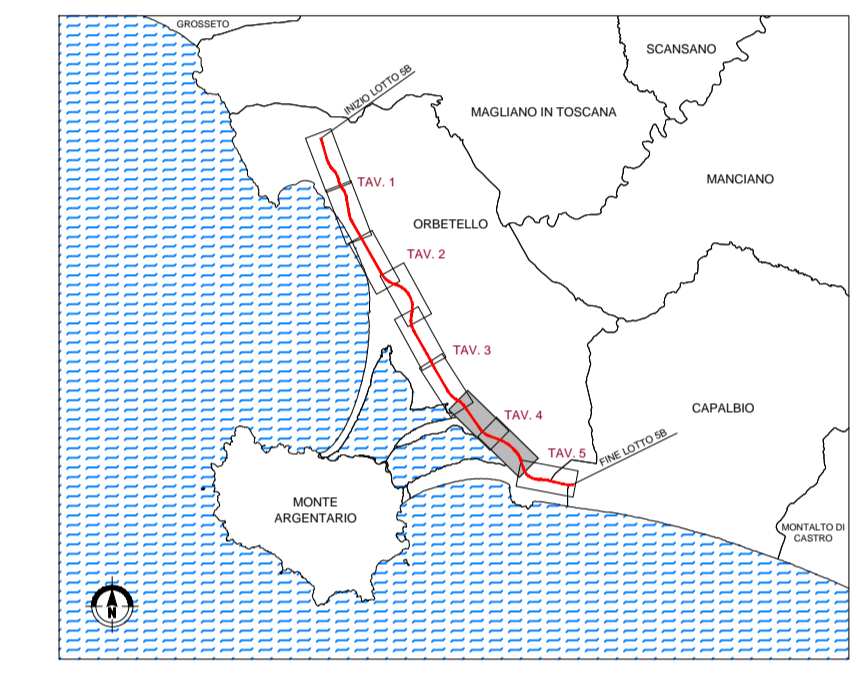 GROSSETO
SCANSANO
INIZIO LOTTO 5B
MAGLIANO IN TOSCANA
TAV. 1
MANCIANO
ORBETELLO
TAV. 2
TAV. 3
CAPALBIO
TAV. 4
FINE LOTTO 5B
TAV. 5
MONTE
ARGENTARIO
MONTALTO DI
CASTRO
N